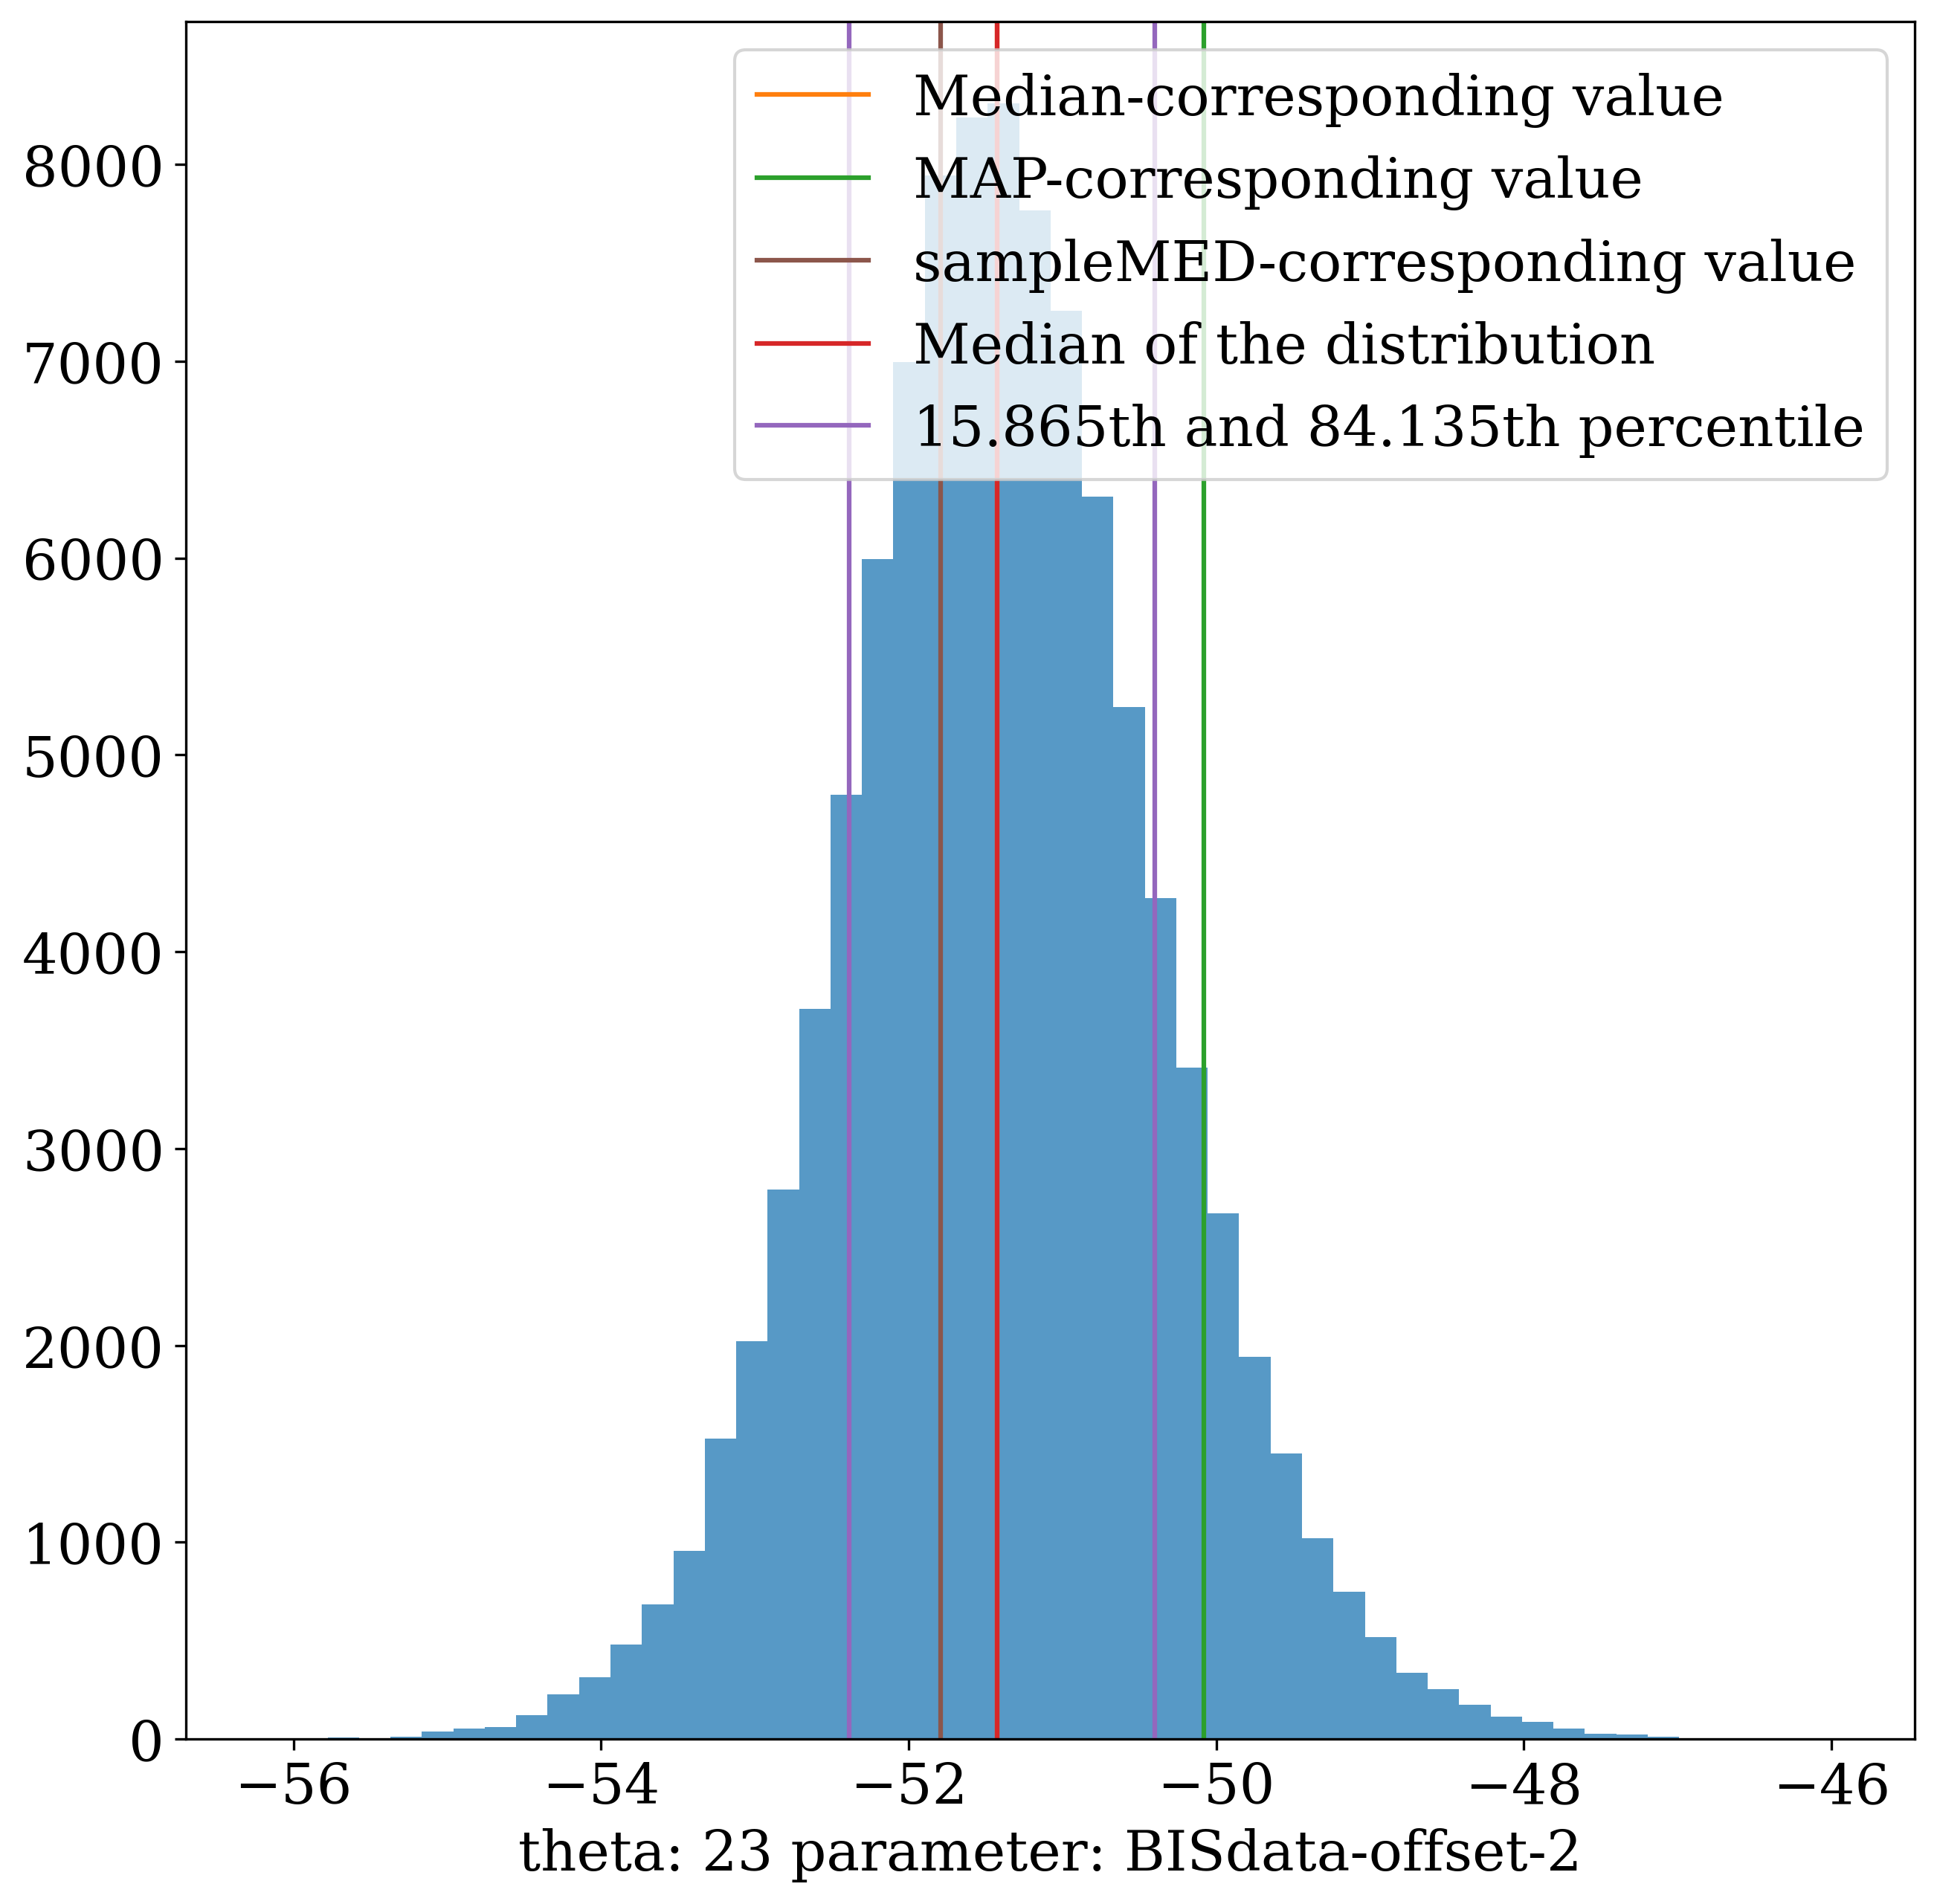 Median-corresponding value
MAP-corresponding value
sampleMED-corresponding value
Median of the distribution
15.865th and 84.135th percentile
8000
7000
6000
5000
4000
3000
2000
1000
0
−56 −54 −52 −50 −48 −46
theta: 23 parameter: BISdata-offset-2